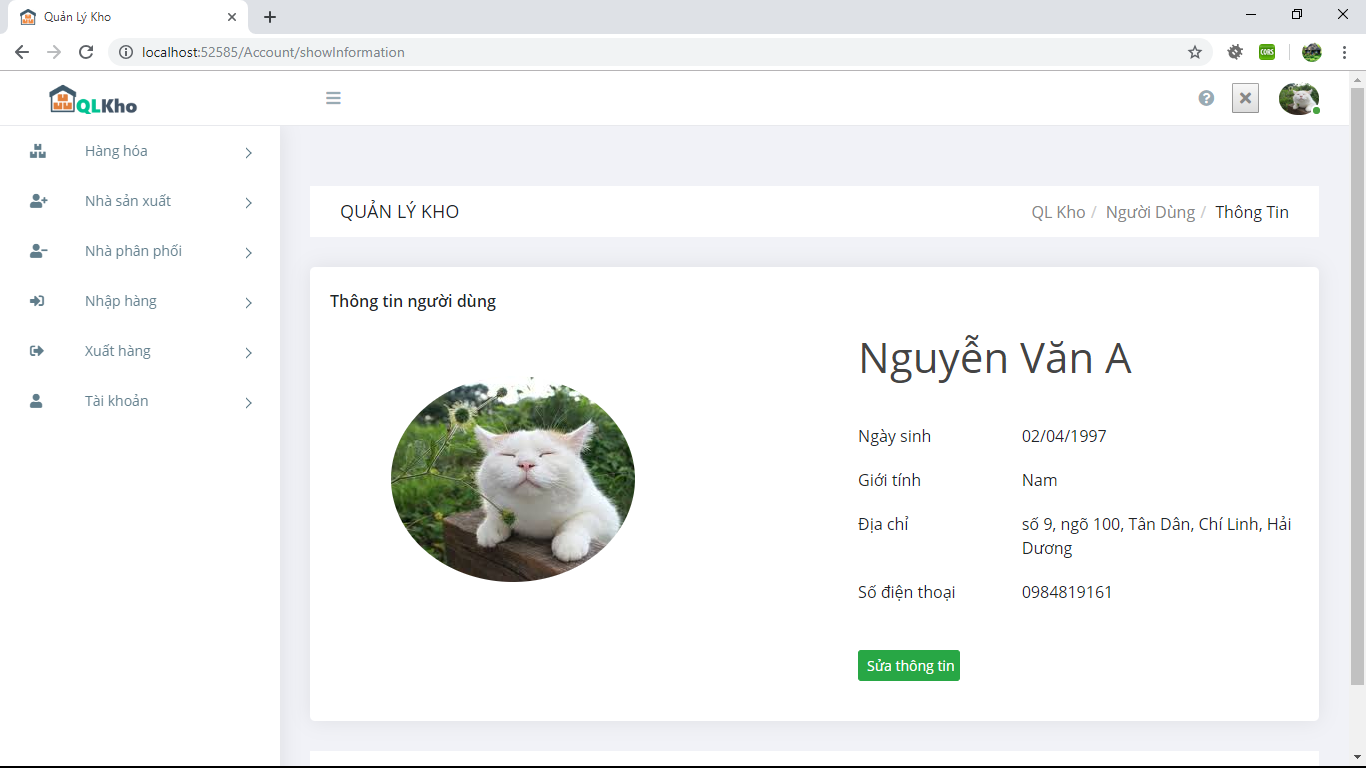 Quản Lý Kho
localhost:52585/Account/showInformation
CORS
QLKho
Hàng hóa
Nhà sản xuất
Nhà phân phối
Nhập hàng
Xuất hàng
Tài khoản
QUẢN LÝ KHO
QL Kho / Người Dùng / Thông Tin
Thông tin người dùng
Nguyễn Văn A
Ngày sinh 02/04/1997
Giới tính Nam
Địa chỉ số 9, ngõ 100, Tân Dân, Chí Linh, Hải
Dương
Số điện thoại 0984819161
Sửa thông tin